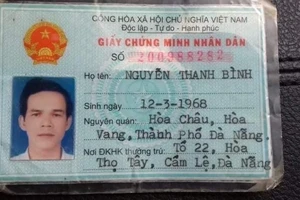 CỘNG HÒA XÃ HỘI CHỦ NGHĨA VIỆT NAM
Độc lập - Tự do - Hạnh phúc
GIẤY CHỨNG MINH NHÂN DÂN
SỐ 200988282
Họ tên: NGUYỄN THANH BÌNH
Sinh ngày 12-3-1968
Nguyên quán: Hòa Châu, Hòa
Vang, Thành Phố Đà Nẵng.
Nơi ĐKHK thường trú: Tổ 22, Hòa
Thọ Tây, Cẩm Lệ, Đà Nẵng